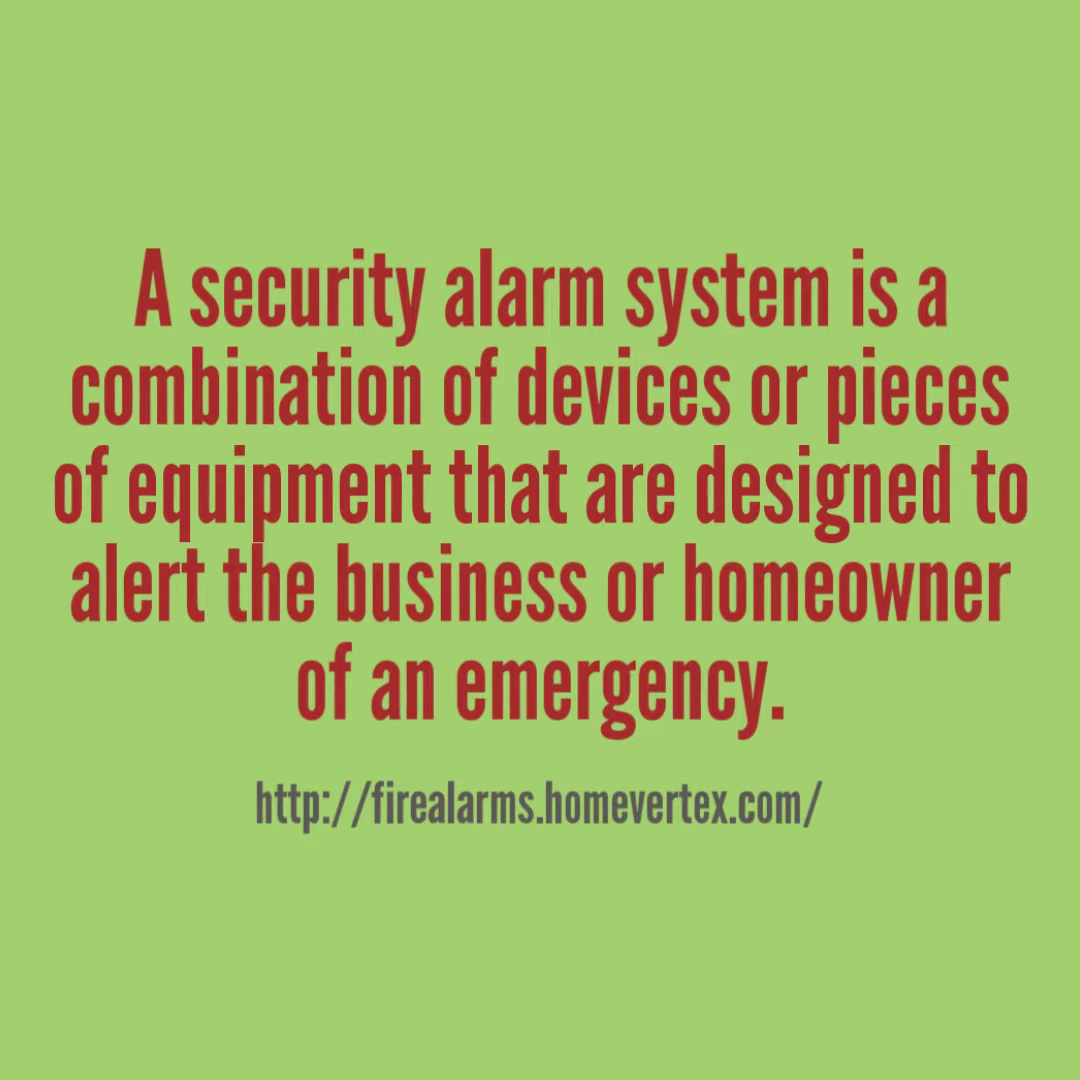 A security alarm system is a
combination of devices or pieces
of equipment that are designed to
alert the business or homeowner
of an emergency.
http://firealarms.homevertex.com/